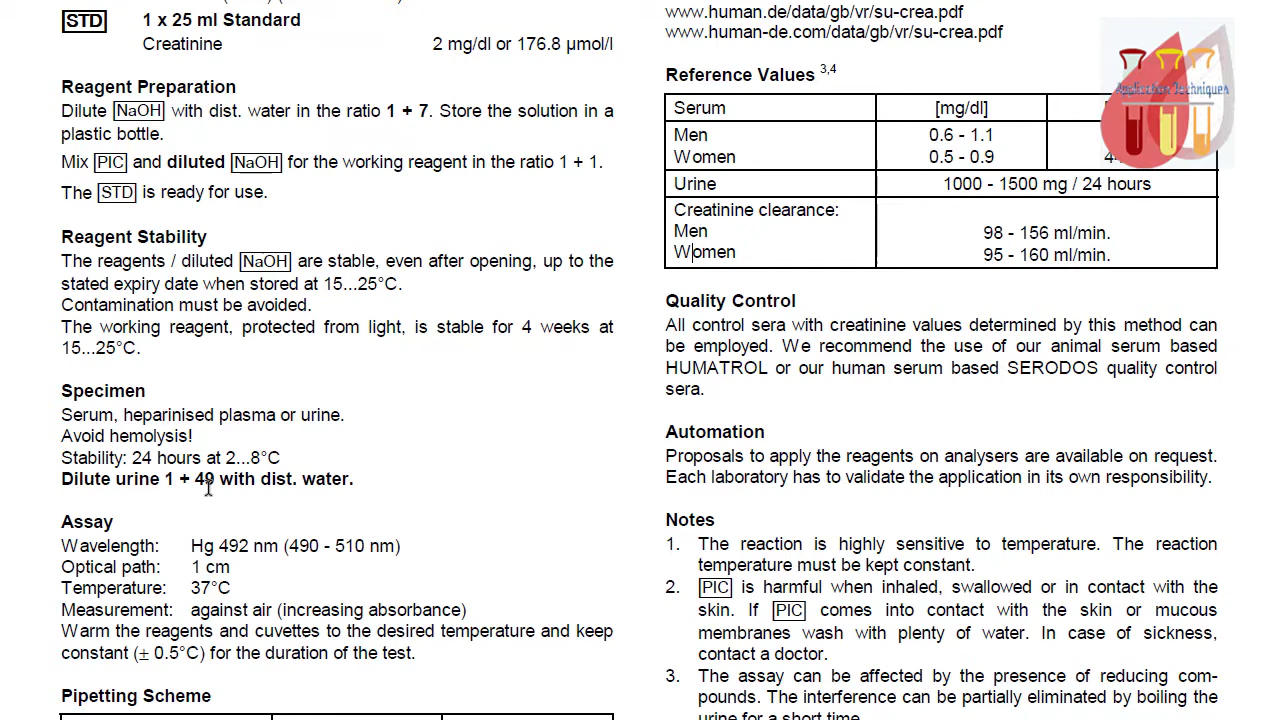 STD 1 x 25 ml Standard
Creatinine 2 mg/dl or 176.8 µmol/l
Reagent Preparation
Dilute NaOH with dist. water in the ratio 1 + 7. Store the solution in a
plastic bottle.
Mix PIC and diluted NaOH for the working reagent in the ratio 1 + 1.
The STD is ready for use.
Reagent Stability
The reagents / diluted NaOH are stable, even after opening, up to the
stated expiry date when stored at 15...25°C.
Contamination must be avoided.
The working reagent, protected from light, is stable for 4 weeks at
15...25°C.
Specimen
Serum, heparinised plasma or urine.
Avoid hemolysis!
Stability: 24 hours at 2...8°C
Dilute urine 1 + 49 with dist. water.
Assay
Wavelength: Hg 492 nm (490 - 510 nm)
Optical path: 1 cm
Temperature: 37°C
Measurement: against air (increasing absorbance)
Warm the reagents and cuvettes to the desired temperature and keep
constant (± 0.5°C) for the duration of the test.
Pipetting Scheme
www.human.de/data/gb/vr/su-crea.pdf
www.human-de.com/data/gb/vr/su-crea.pdf
Reference Values 3,4
Serum [mg/dl]
Men 0.6 - 1.1
Women 0.5 - 0.9
Urine 1000 - 1500 mg / 24 hours
Creatinine clearance:
Men 98 - 156 ml/min.
Women 95 - 160 ml/min.
Quality Control
All control sera with creatinine values determined by this method can
be employed. We recommend the use of our animal serum based
HUMATROL or our human serum based SERODOS quality control
sera.
Automation
Proposals to apply the reagents on analysers are available on request.
Each laboratory has to validate the application in its own responsibility.
Notes
1. The reaction is highly sensitive to temperature. The reaction
temperature must be kept constant.
2. PIC is harmful when inhaled, swallowed or in contact with the
skin. If PIC comes into contact with the skin or mucous
membranes wash with plenty of water. In case of sickness,
contact a doctor.
3. The assay can be affected by the presence of reducing com-
pounds. The interference can be partially eliminated by boiling the
urine for a short time.
Application Techniques